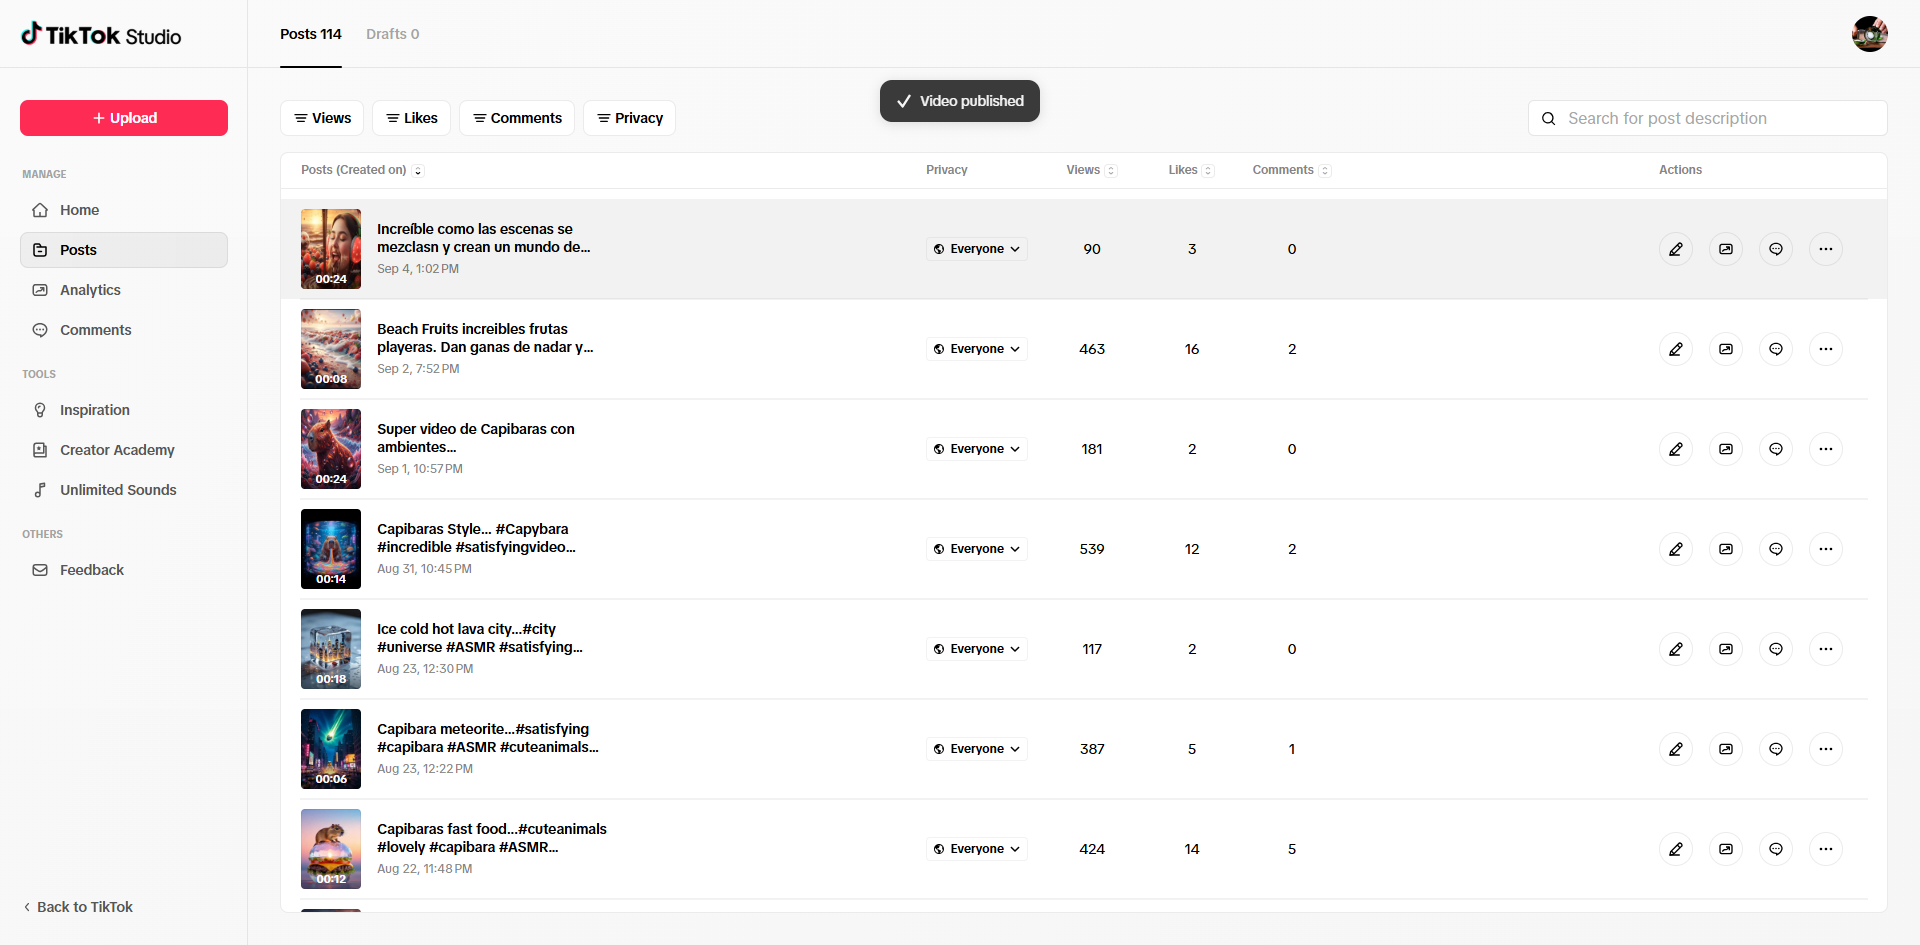 TikTok Studio
Posts 114
Drafts 0
Video published
+ Upload
Views
Likes
Comments
Privacy
Search for post description
MANAGE
Home
Posts
Analytics
Comments
TOOLS
Inspiration
Creator Academy
Unlimited Sounds
OTHERS
Feedback
Back to TikTok
Posts (Created on)
Privacy
Views
Likes
Comments
Actions
00:24
Increíble como las escenas se
mezclasn y crean un mundo de...
Sep 4, 1:02 PM
Everyone
90
3
0
00:08
Beach Fruits increibles frutas
playeras. Dan ganas de nadar y...
Sep 2, 7:52 PM
Everyone
463
16
2
00:24
Super video de Capibaras con
ambientes...
Sep 1, 10:57 PM
Everyone
181
2
0
00:14
Capibaras Style... #Capybara
#incredible #satisfyingvideo...
Aug 31, 10:45 PM
Everyone
539
12
2
00:18
Ice cold hot lava city...#city
#universe #ASMR #satisfying...
Aug 23, 12:30 PM
Everyone
117
2
0
00:06
Capibara meteorite...#satisfying
#capibara #ASMR #cuteanimals...
Aug 23, 12:22 PM
Everyone
387
5
1
00:12
Capibaras fast food...#cuteanimals
#lovely #capibara #ASMR...
Aug 22, 11:48 PM
Everyone
424
14
5